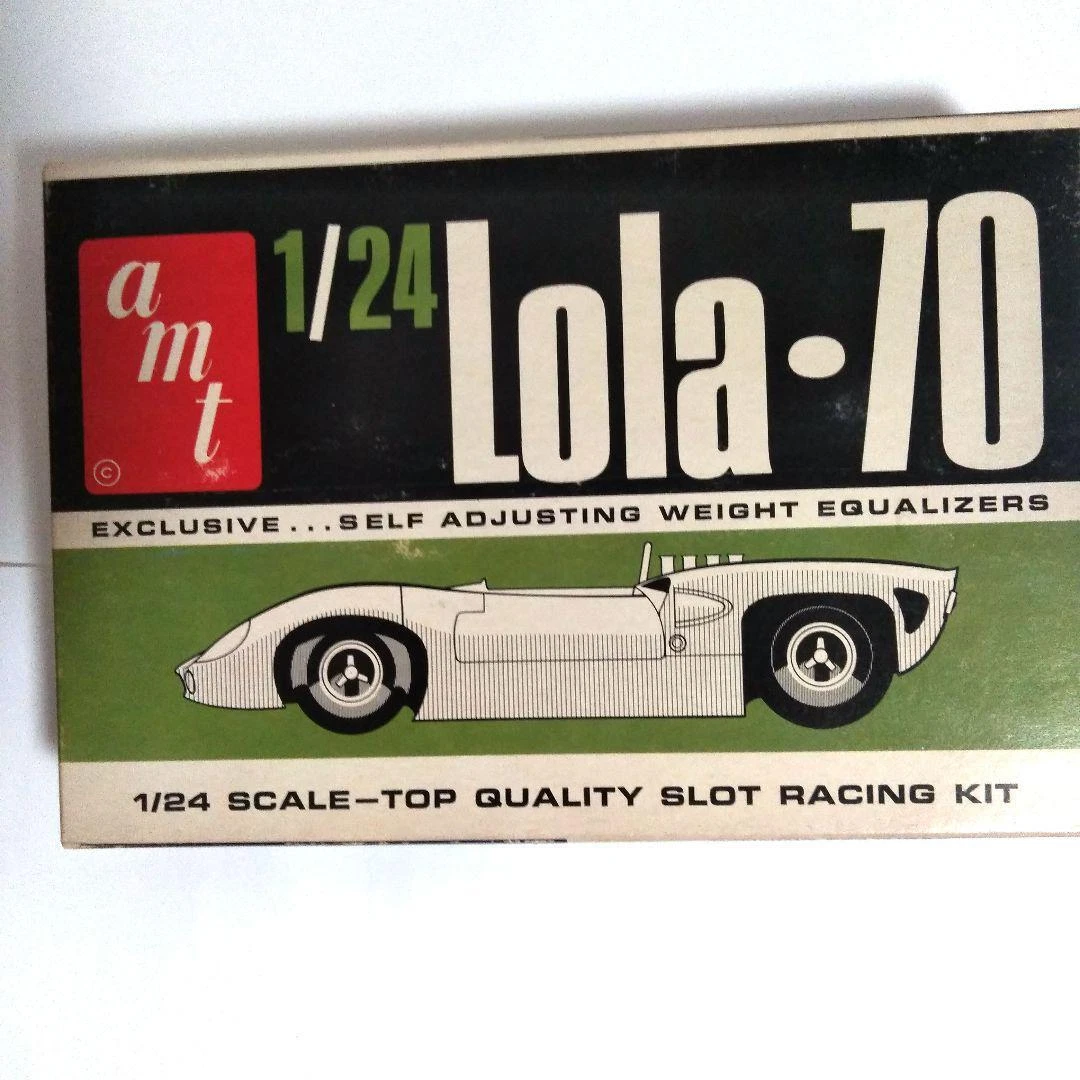 amt
©
1/24 Lola·70
EXCLUSIVE...SELF ADJUSTING WEIGHT EQUALIZERS
1/24 SCALE—TOP QUALITY SLOT RACING KIT